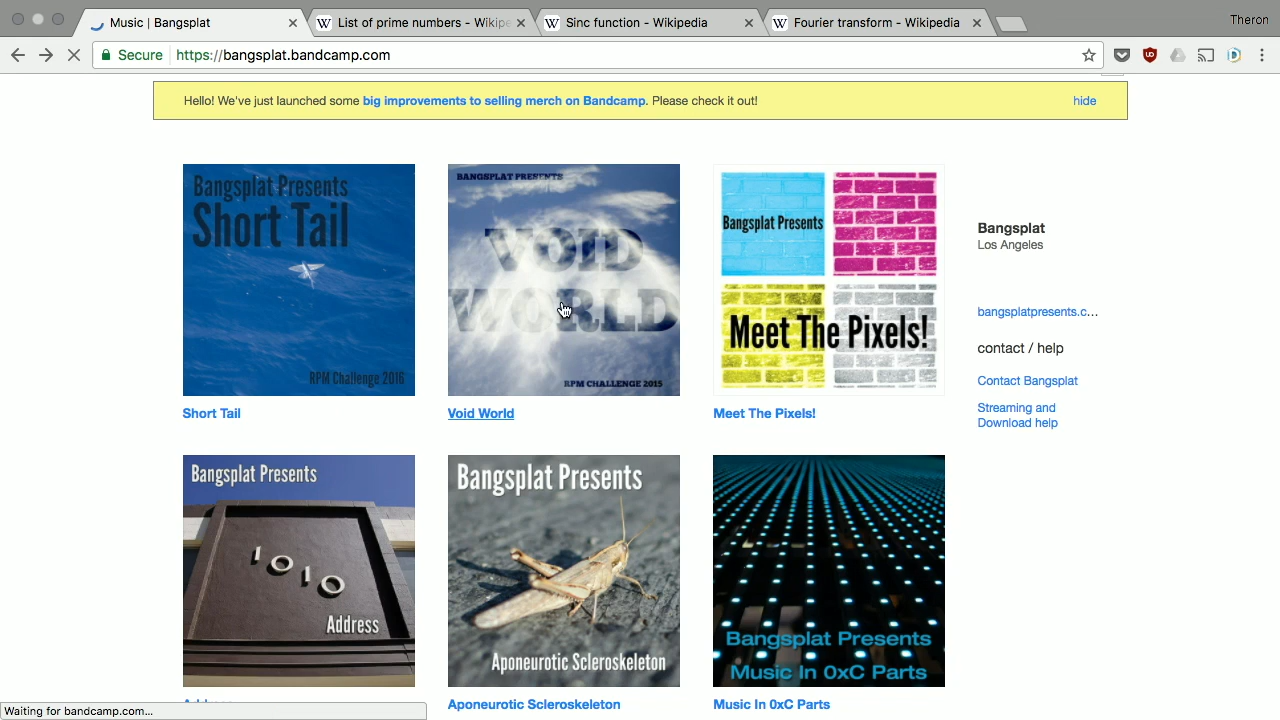 Music | Bangsplat
List of prime numbers - Wikipe
Sinc function - Wikipedia
Fourier transform - Wikipedia
Theron
Secure
https://bangsplat.bandcamp.com
Hello! We've just launched some big improvements to selling merch on Bandcamp. Please check it out!
hide
Bangsplat Presents
Short Tail
RPM Challenge 2016
BANGSPLAT PRESENTS
VOID
WORLD
RPM CHALLENGE 2015
Bangsplat Presents
Meet The Pixels!
Short Tail
Void World
Meet The Pixels!
Bangsplat
Los Angeles
bangsplatpresents.c...
contact / help
Contact Bangsplat
Streaming and
Download help
Bangsplat Presents
1010
Address
Bangsplat Presents
Aponeurotic Scleroskeleton
Bangsplat Presents
Music In 0xC Parts
Address
Aponeurotic Scleroskeleton
Music In 0xC Parts
Waiting for bandcamp.com...